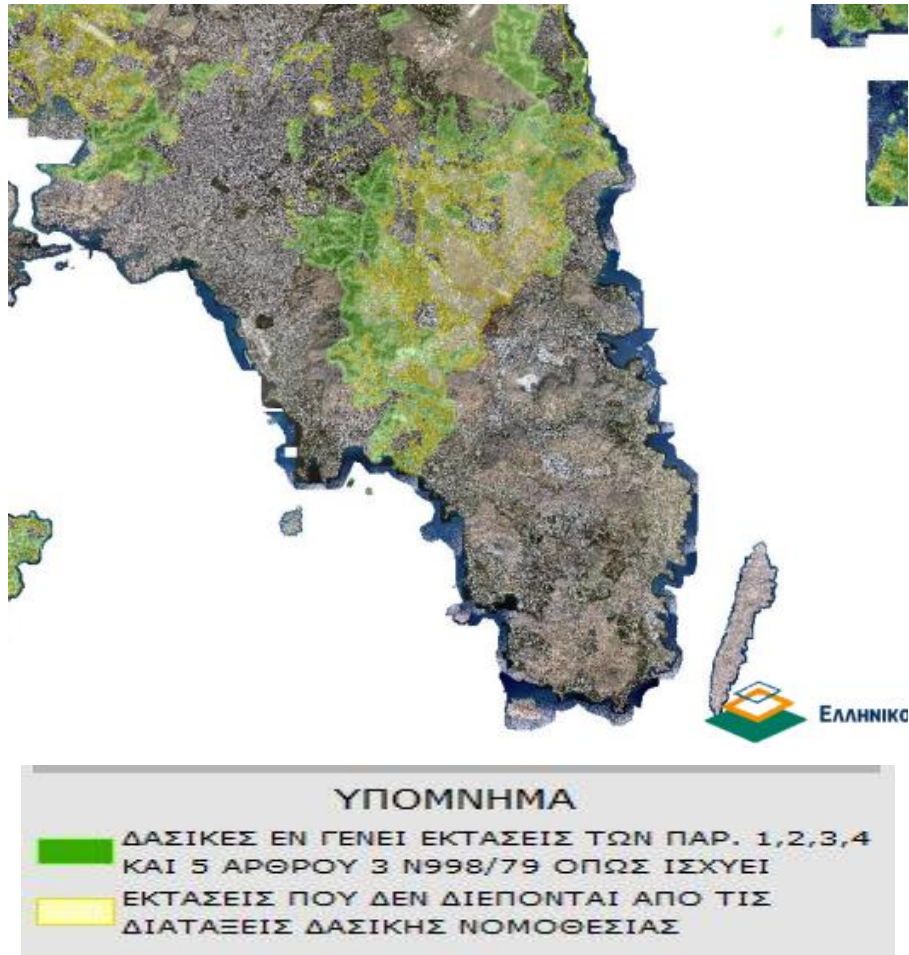 ΕΛΛΗΝΙΚΟ
ΥΠΟΜΝΗΜΑ
ΔΑΣΙΚΕΣ ΕΝ ΓΕΝΕΙ ΕΚΤΑΣΕΙΣ ΤΩΝ ΠΑΡ. 1,2,3,4
ΚΑΙ 5 ΑΡΘΡΟΥ 3 Ν998/79 ΟΠΩΣ ΙΣΧΥΕΙ
ΕΚΤΑΣΕΙΣ ΠΟΥ ΔΕΝ ΔΙΕΠΟΝΤΑΙ ΑΠΟ ΤΙΣ
ΔΙΑΤΑΞΕΙΣ ΔΑΣΙΚΗΣ ΝΟΜΟΘΕΣΙΑΣ